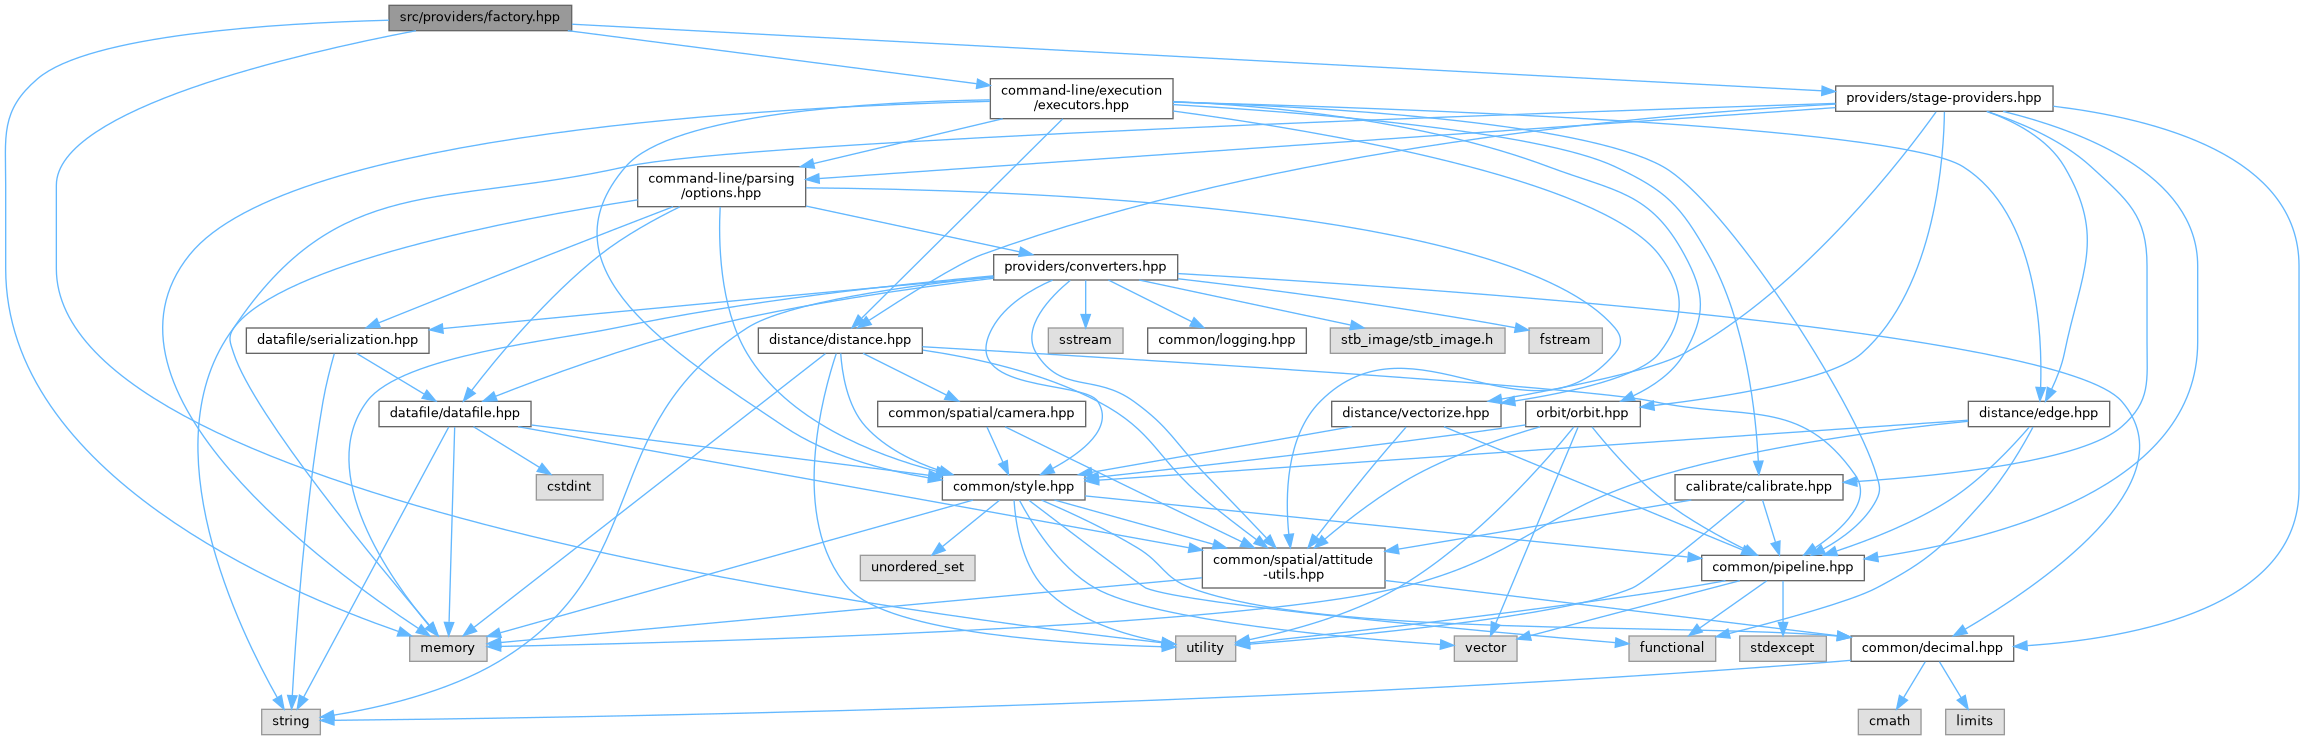 src/providers/factory.hpp
command-line/execution
/executors.hpp
providers/stage-providers.hpp
command-line/parsing
/options.hpp
providers/converters.hpp
datafile/serialization.hpp
distance/distance.hpp
sstream
common/logging.hpp
stb_image/stb_image.h
fstream
datafile/datafile.hpp
common/spatial/camera.hpp
distance/vectorize.hpp
orbit/orbit.hpp
distance/edge.hpp
cstdint
common/style.hpp
calibrate/calibrate.hpp
unordered_set
common/spatial/attitude
-utils.hpp
common/pipeline.hpp
memory
utility
vector
functional
stdexcept
common/decimal.hpp
string
cmath
limits